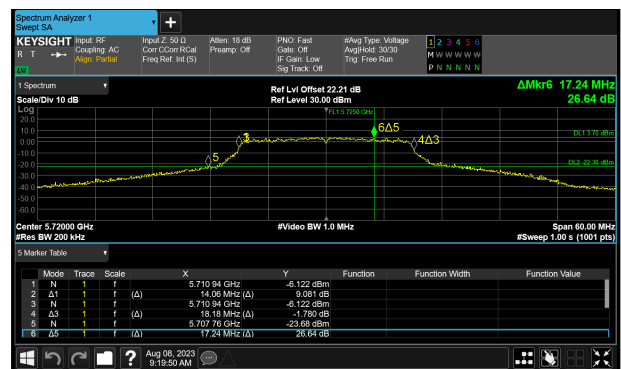 Spectrum Analyzer 1
Swept SA
KEYSIGHT
R T
LW
Input: RF
Coupling: AC
Align: Partial
Input Z: 50 Ω
Corr CCorr RCal
Freq Ref: Int (S)
Atten: 18 dB
Preamp: Off
PNO: Fast
Gate: Off
IF Gain: Low
Sig Track: Off
#Avg Type: Voltage
Avg|Hold: 30/30
Trig: Free Run
1 2 3 4 5 6
M W W W W W
P N N N N N
1 Spectrum
Scale/Div 10 dB
Ref Lvl Offset 22.21 dB
Ref Level 30.00 dBm
ΔMkr6 17.24 MHz
26.64 dB
Log
20.0
10.0
0.00
-10.0
-20.0
-30.0
-40.0
-50.0
-60.0
FL1 5.7250 GHz
6Δ5
3
4Δ3
5
DL1 3.70 dBm
DL2 -22.30 dBm
Center 5.72000 GHz
#Res BW 200 kHz
#Video BW 1.0 MHz
Span 60.00 MHz
#Sweep 1.00 s (1001 pts)
5 Marker Table
Mode Trace Scale X Y Function Function Width Function Value
1 N 1 f 5.710 94 GHz -6.122 dBm
2 Δ1 1 f (Δ) 14.06 MHz (Δ) 9.081 dB
3 N 1 f 5.710 94 GHz -6.122 dBm
4 Δ3 1 f (Δ) 18.18 MHz (Δ) -1.780 dB
5 N 1 f 5.707 76 GHz -23.68 dBm
6 Δ5 1 f (Δ) 17.24 MHz (Δ) 26.64 dB
?
Aug 08, 2023
9:19:50 AM